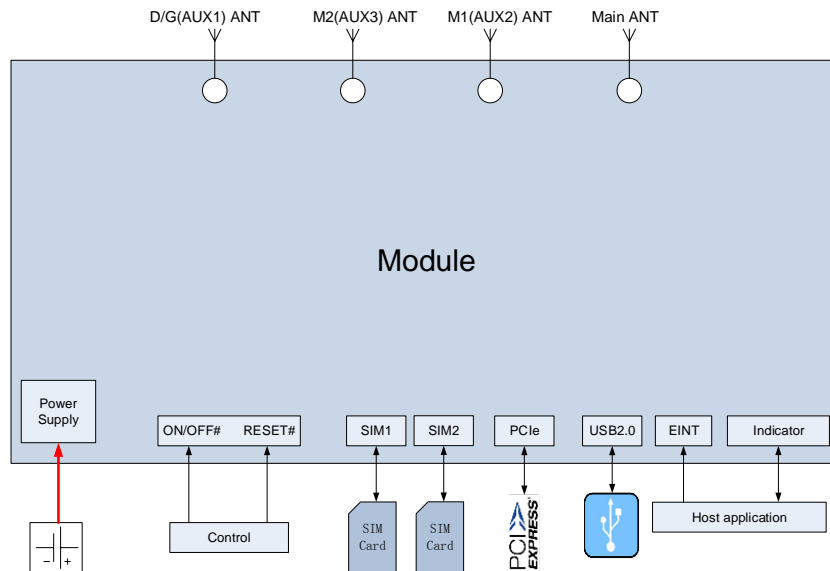 D/G(AUX1) ANT
M2(AUX3) ANT
M1(AUX2) ANT
Main ANT
Module
Power
Supply
ON/OFF#
RESET#
SIM1
SIM2
PCIe
USB2.0
EINT
Indicator
Control
SIM
Card
SIM
Card
PCI
EXPRESS®
Host application
− +